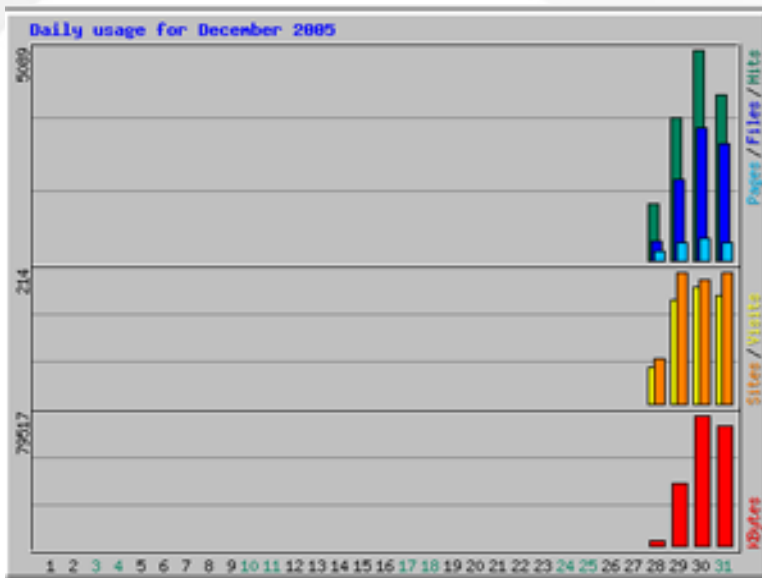 Daily usage for December 2005
5089
Pages / Files / Hits
214
Sites / Visits
79517
KBytes
1 2 3 4 5 6 7 8 9 10 11 12 13 14 15 16 17 18 19 20 21 22 23 24 25 26 27 28 29 30 31